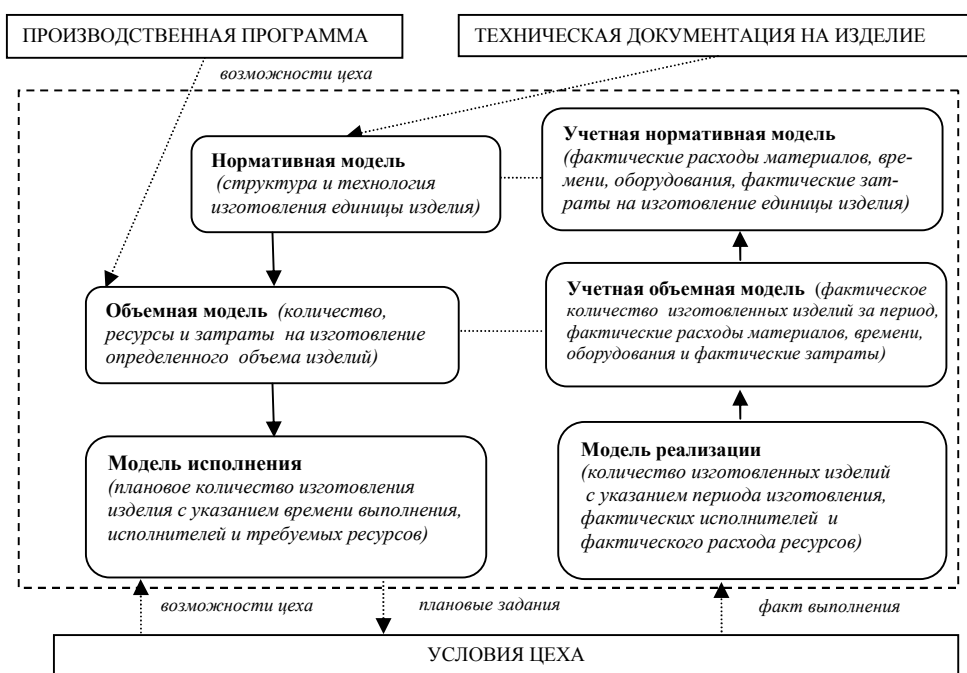 ПРОИЗВОДСТВЕННАЯ ПРОГРАММА
ТЕХНИЧЕСКАЯ ДОКУМЕНТАЦИЯ НА ИЗДЕЛИЕ
возможности цеха
Нормативная модель
(структура и технология
изготовления единицы изделия)
Учетная нормативная модель
(фактические расходы материалов, вре-
мени, оборудования, фактические зат-
раты на изготовление единицы изделия)
Объемная модель (количество,
ресурсы и затраты на изготовление
определенного объема изделий)
Учетная объемная модель (фактическое
количество изготовленных изделий за период,
фактические расходы материалов, времени,
оборудования и фактические затраты)
Модель исполнения
(плановое количество изготовления
изделия с указанием времени выполнения,
исполнителей и требуемых ресурсов)
Модель реализации
(количество изготовленных изделий
с указанием периода изготовления,
фактических исполнителей и
фактического расхода ресурсов)
возможности цеха
плановые задания
факт выполнения
УСЛОВИЯ ЦЕХА